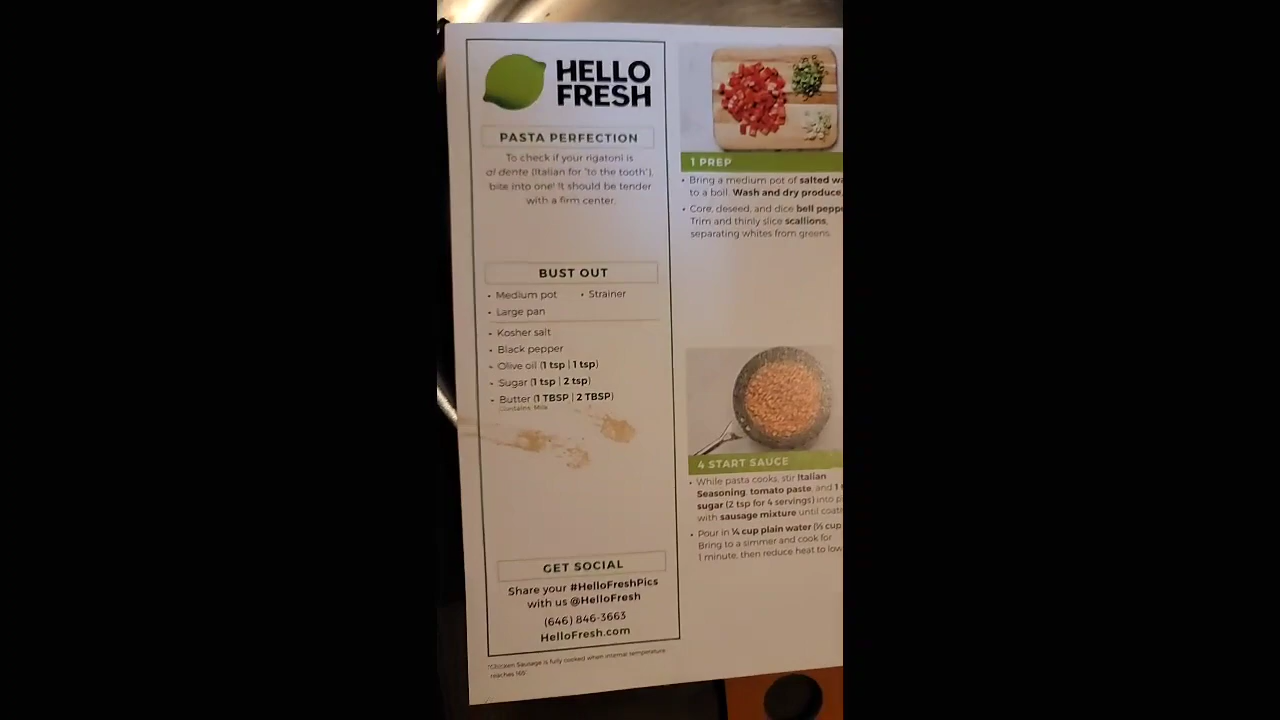 HELLO
FRESH
PASTA PERFECTION
To check if your rigatoni is
al dente (Italian for "to the tooth"),
bite into one! It should be tender
with a firm center.
BUST OUT
• Medium pot • Strainer
• Large pan
• Kosher salt
• Black pepper
• Olive oil (1 tsp | 1 tsp)
• Sugar (1 tsp | 2 tsp)
• Butter (1 TBSP | 2 TBSP)
Contains: Milk
GET SOCIAL
Share your #HelloFreshPics
with us @HelloFresh
(646) 846-3663
HelloFresh.com
*Chicken Sausage is fully cooked when internal temperature
reaches 165°
1 PREP
• Bring a medium pot of salted
to a boil. Wash and dry produce.
• Core, deseed, and dice bell
Trim and thinly slice scallions,
separating whites from greens.
4 START SAUCE
• While pasta cooks, stir Italian
Seasoning, tomato paste, and 1
sugar (2 tsp for 4 servings) into
with sausage mixture until
• Pour in ¼ cup plain water (⅓ cup
Bring to a simmer and cook for
1 minute, then reduce heat to low